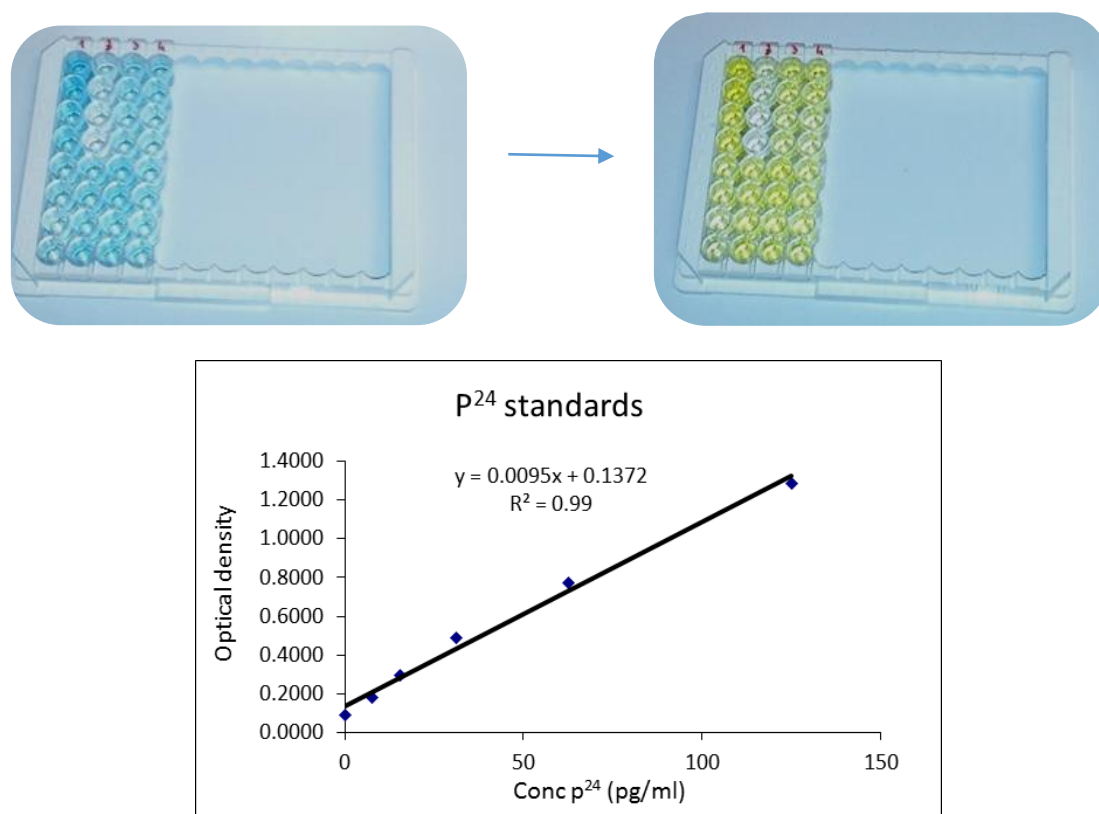 1 2 3 4
1 2 3 4
P²⁴ standards
y = 0.0095x + 0.1372
R² = 0.99
1.4000
1.2000
1.0000
0.8000
0.6000
0.4000
0.2000
0.0000
Optical density
0 50 100 150
Conc p²⁴ (pg/ml)